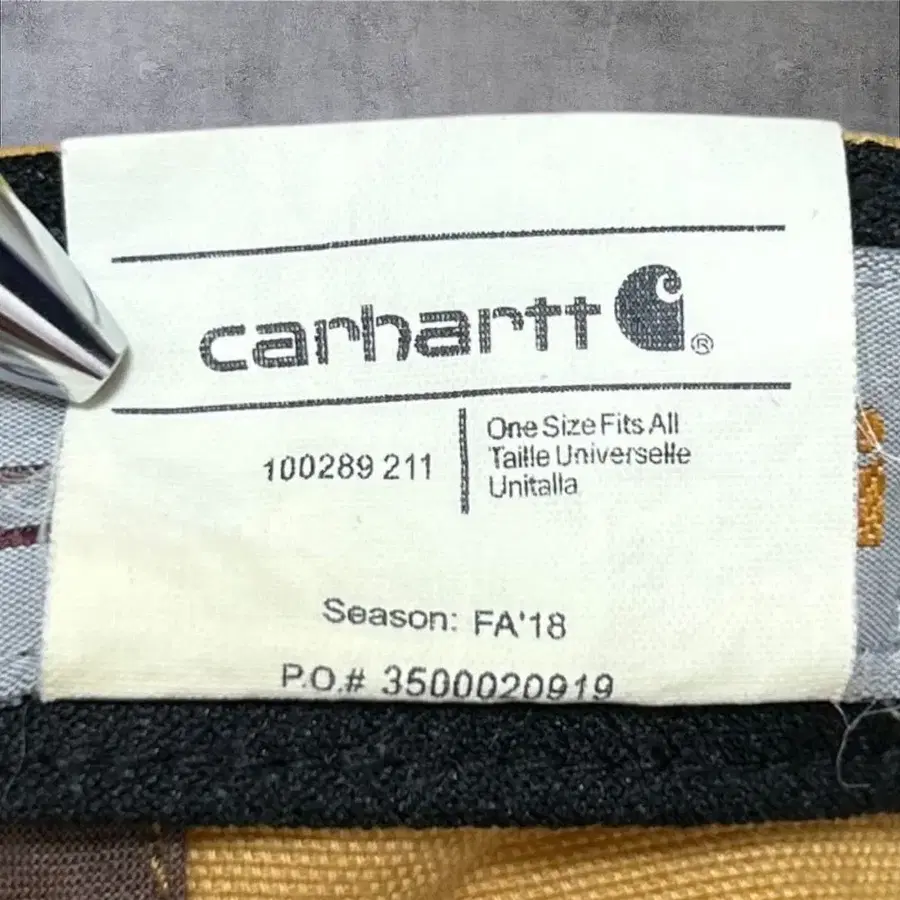 carhartt ®
100289 211
One Size Fits All
Taille Universelle
Unitalla
Season: FA'18
P.O.# 3500020919